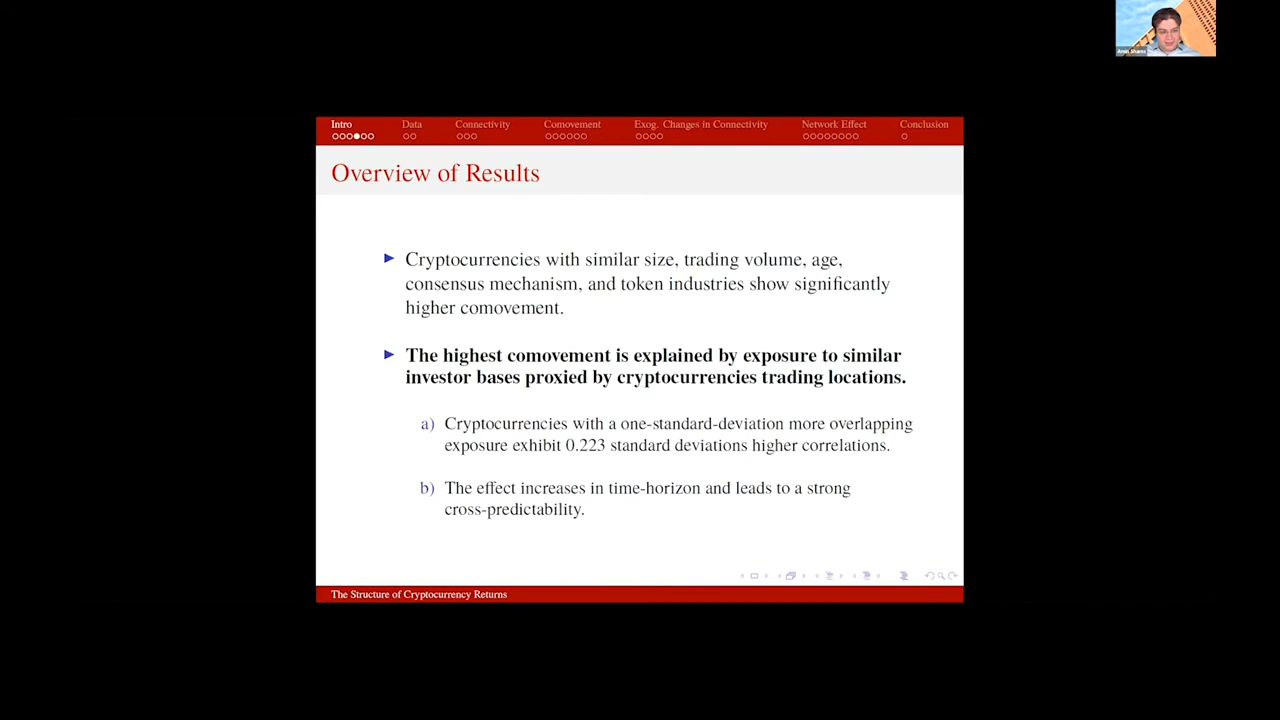 Amin Shams
Intro Data Connectivity Comovement Exog. Changes in Connectivity Network Effect Conclusion
Overview of Results
Cryptocurrencies with similar size, trading volume, age,
consensus mechanism, and token industries show significantly
higher comovement.
The highest comovement is explained by exposure to similar
investor bases proxied by cryptocurrencies trading locations.
a) Cryptocurrencies with a one-standard-deviation more overlapping
exposure exhibit 0.223 standard deviations higher correlations.
b) The effect increases in time-horizon and leads to a strong
cross-predictability.
The Structure of Cryptocurrency Returns